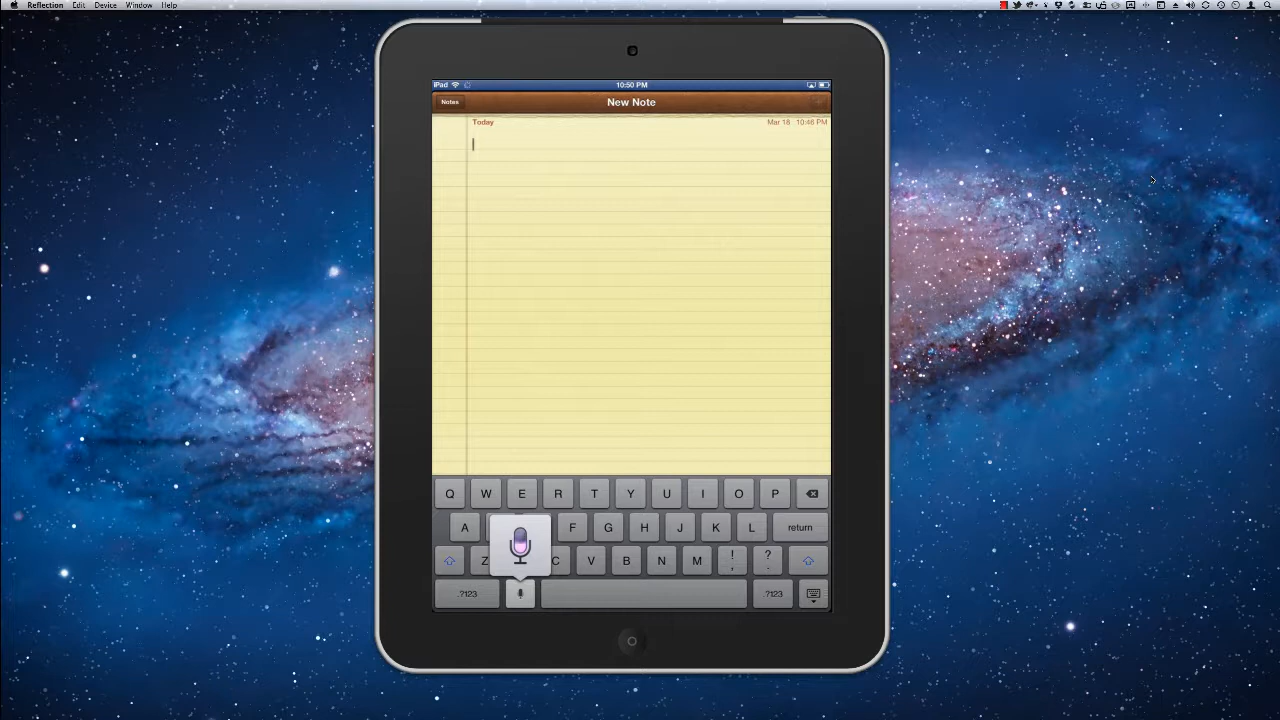 Reflection Edit Device Window Help
iPad 10:50 PM
Notes New Note
Today Mar 18 10:46 PM
Q W E R T Y U I O P
A F G H J K L return
Z C V B N M ! , ? .
.?123 .?123